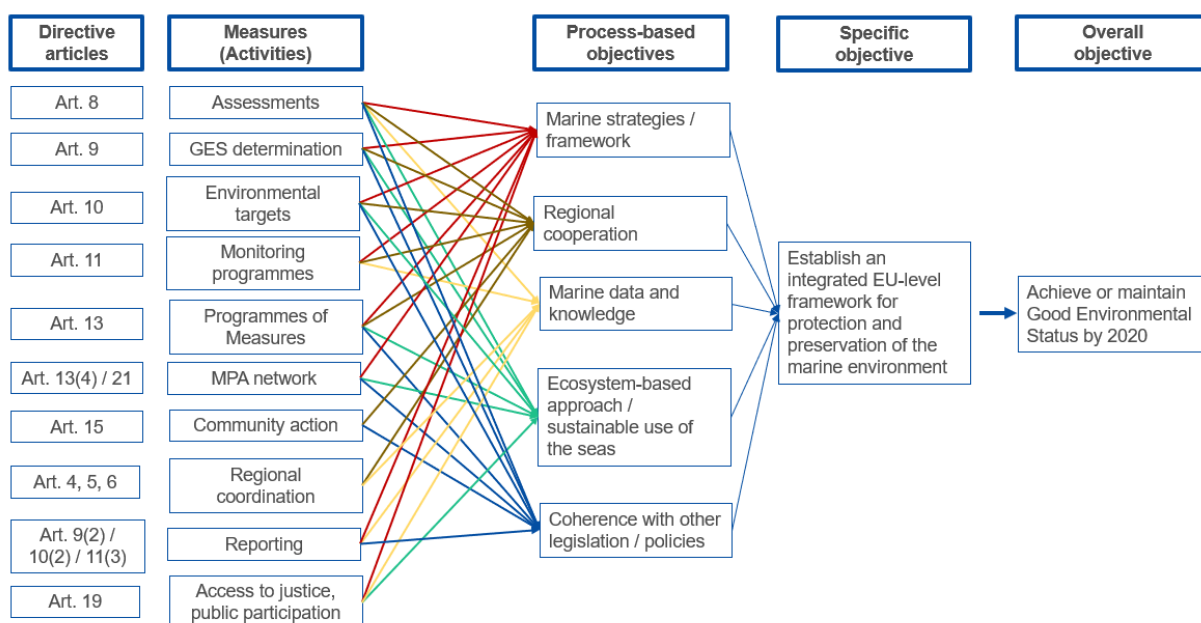 Directive
articles
Measures
(Activities)
Process-based
objectives
Specific
objective
Overall
objective
Art. 8
Art. 9
Art. 10
Art. 11
Art. 13
Art. 13(4) / 21
Art. 15
Art. 4, 5, 6
Art. 9(2) /
10(2) / 11(3)
Art. 19
Assessments
GES determination
Environmental
targets
Monitoring
programmes
Programmes of
Measures
MPA network
Community action
Regional
coordination
Reporting
Access to justice,
public participation
Marine strategies /
framework
Regional
cooperation
Marine data and
knowledge
Ecosystem-based
approach /
sustainable use of
the seas
Coherence with other
legislation / policies
Establish an
integrated EU-level
framework for
protection and
preservation of the
marine environment
Achieve or maintain
Good Environmental
Status by 2020